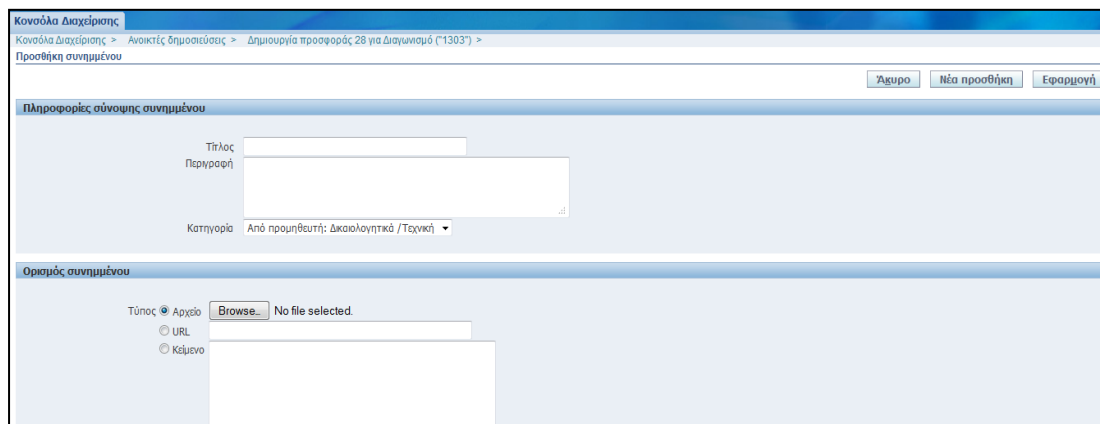 Κονσόλα Διαχείρισης
Κονσόλα Διαχείρισης > Ανοικτές δημοσιεύσεις > Δημιουργία προσφοράς 28 για Διαγωνισμό ("1303") >
Προσθήκη συνημμένου
Άκυρο Νέα προσθήκη Εφαρμογή
Πληροφορίες σύνοψης συνημμένου
Τίτλος
Περιγραφή
Κατηγορία Από προμηθευτή: Δικαιολογητικά /Τεχνική
Ορισμός συνημμένου
Τύπος Αρχείο Browse_ No file selected.
URL
Κείμενο